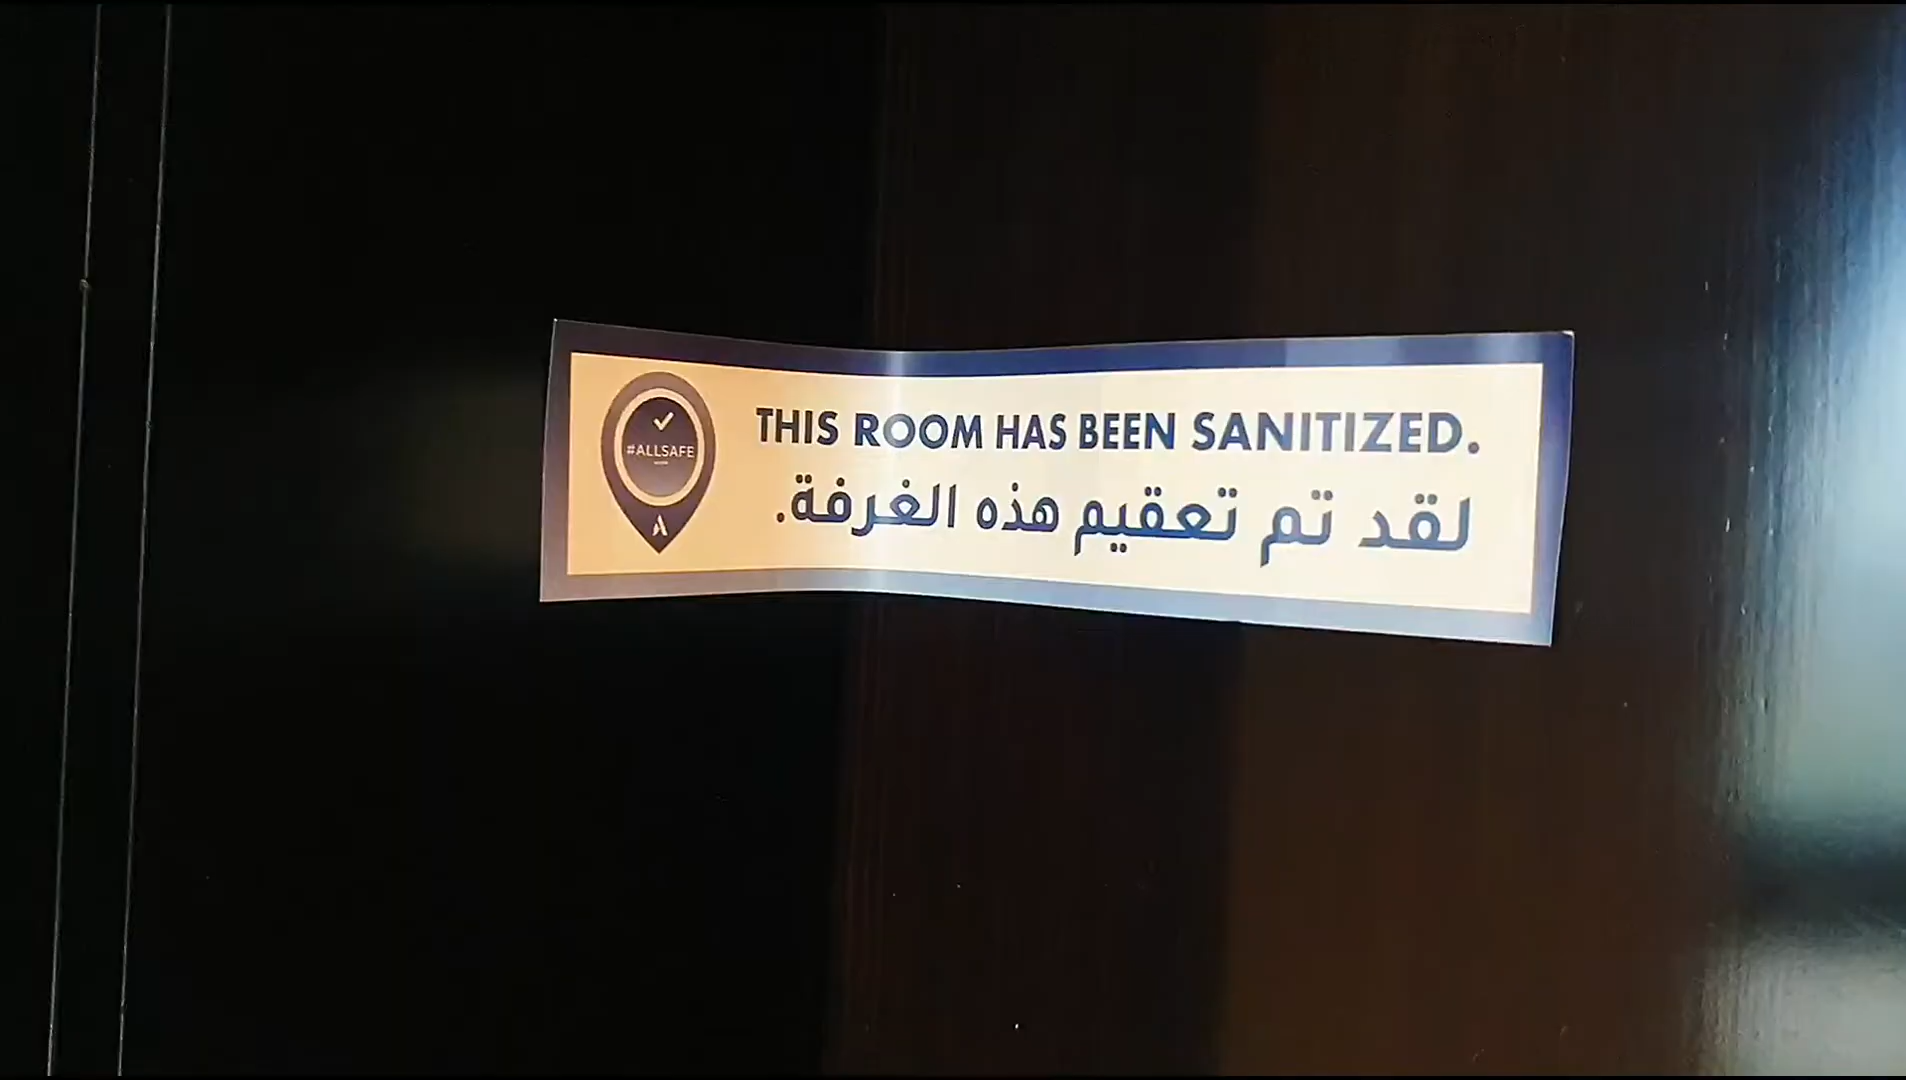 #ALLSAFE
THIS ROOM HAS BEEN SANITIZED.
لقد تم تعقيم هذه الغرفة.